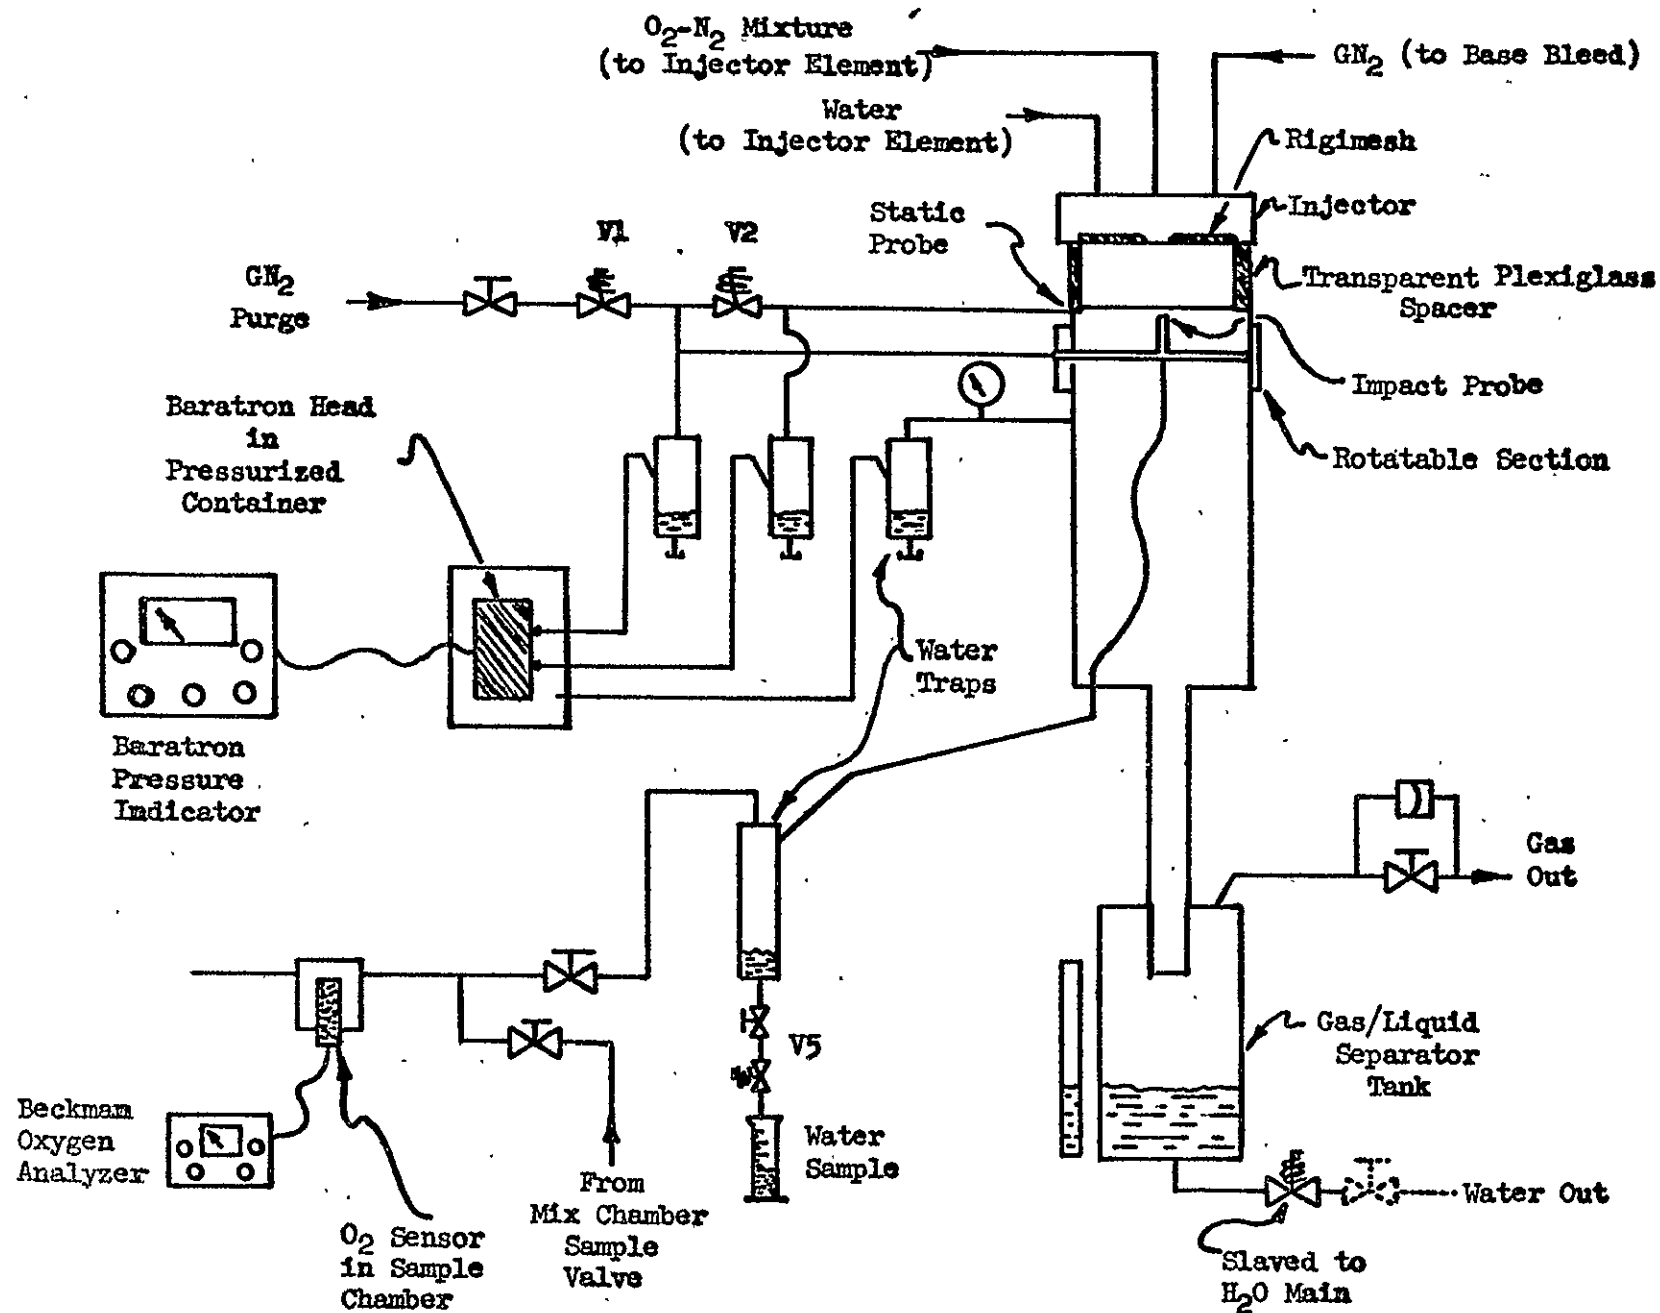 O2-N2 Mixture
(to Injector Element)
GN2 (to Base Bleed)
Water
(to Injector Element)
Rigimesh
Injector
Static
Probe
V1
V2
GN2
Purge
Transparent Plexiglass
Spacer
Impact Probe
Baratron Head
in
Pressurized
Container
Rotatable Section
Water
Traps
Baratron
Pressure
Indicator
Gas
Out
V5
Gas/Liquid
Separator
Tank
Beckman
Oxygen
Analyzer
Water
Sample
From
Mix Chamber
Sample
Valve
Water Out
O2 Sensor
in Sample
Chamber
Slaved to
H2O Main